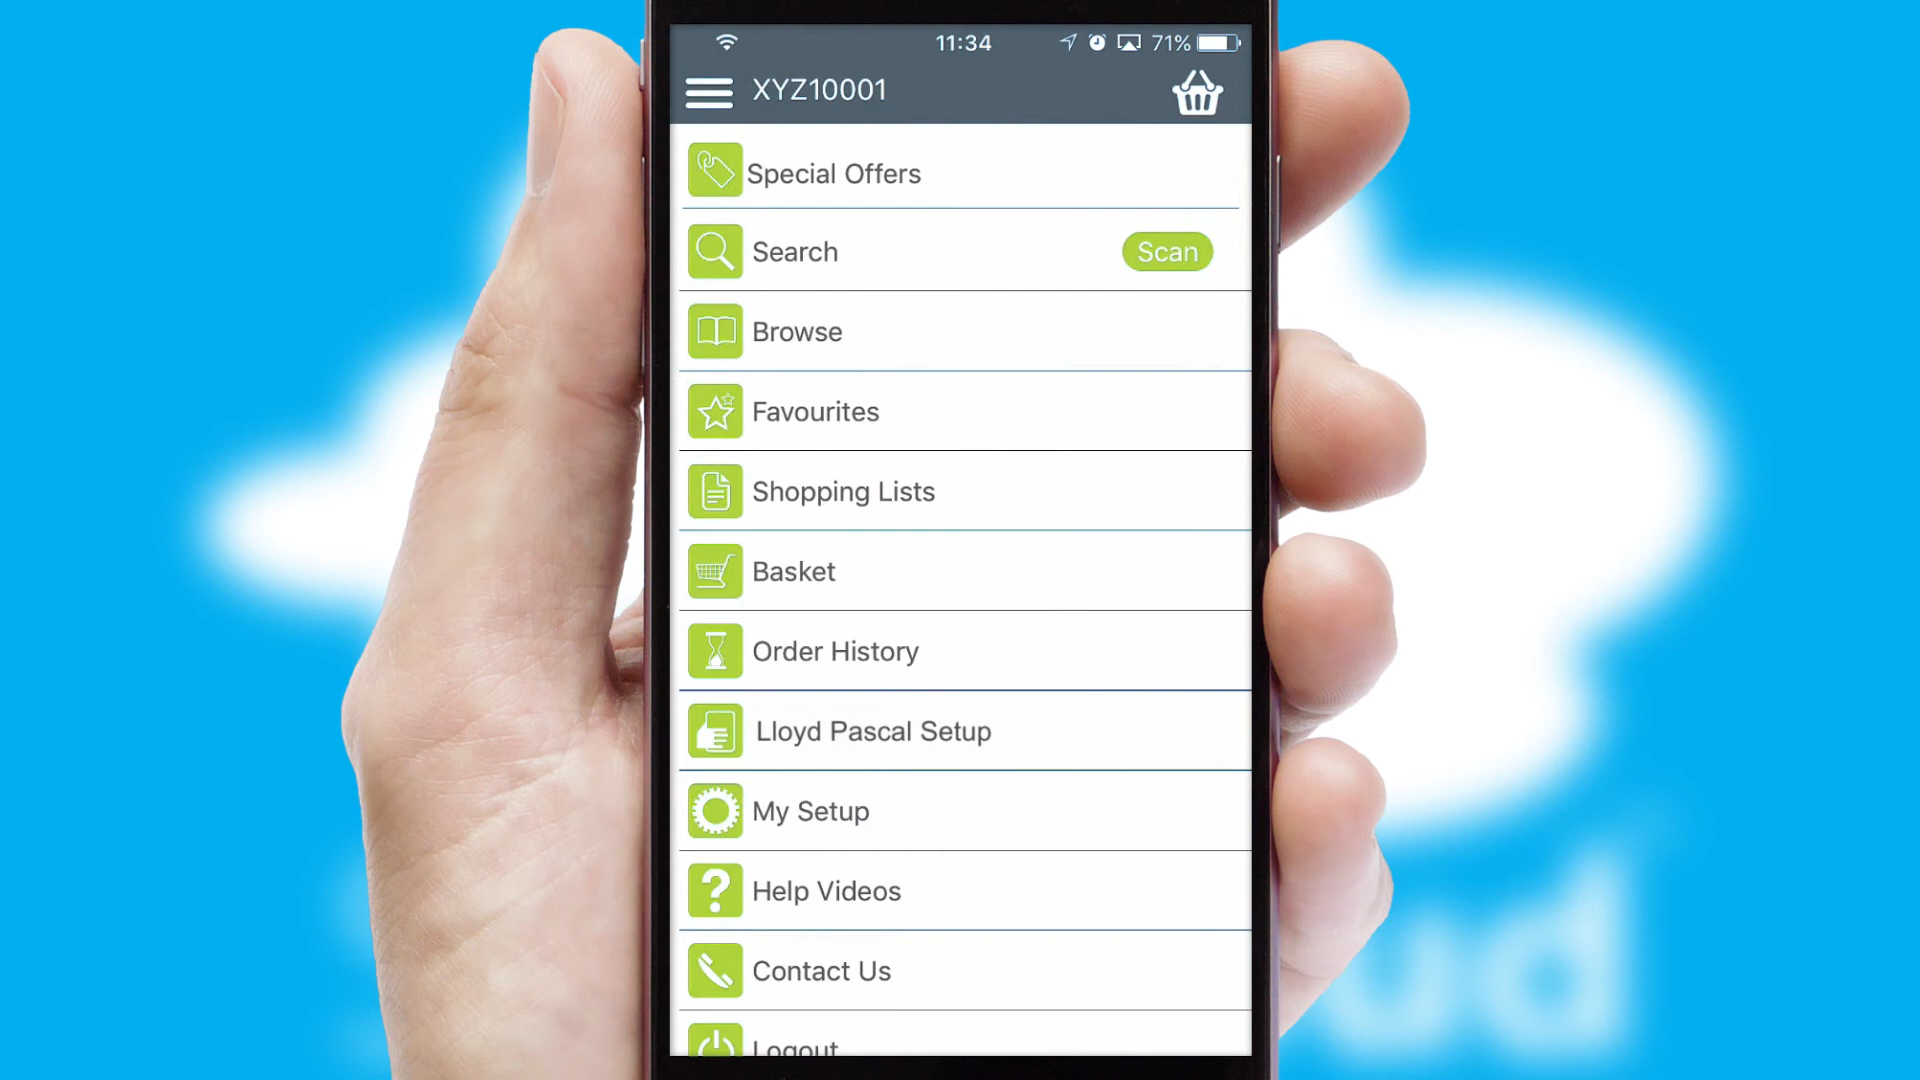 11:34
71%
XYZ10001
Special Offers
Search
Scan
Browse
Favourites
Shopping Lists
Basket
Order History
Lloyd Pascal Setup
My Setup
Help Videos
Contact Us
Logout
ud